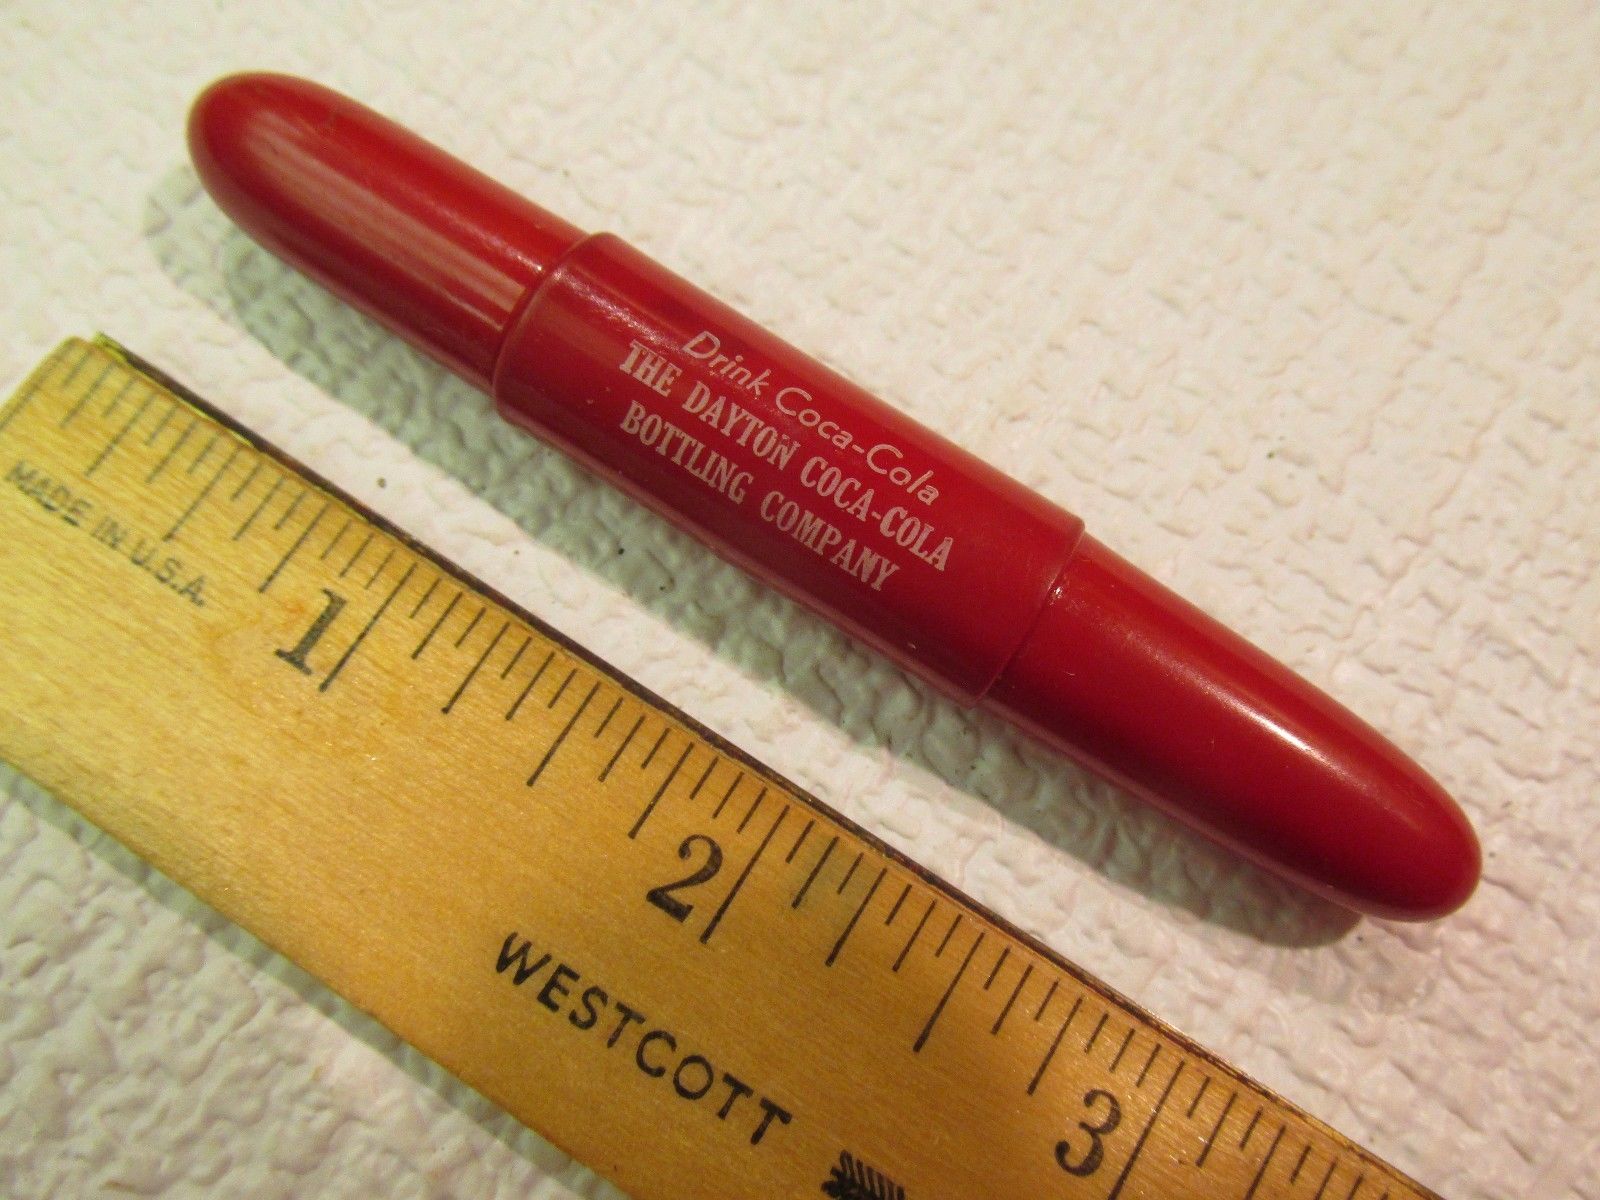 Drink Coca-Cola
THE DAYTON COCA-COLA
BOTTLING COMPANY
MADE IN U.S.A.
1
2
3
WESTCOTT